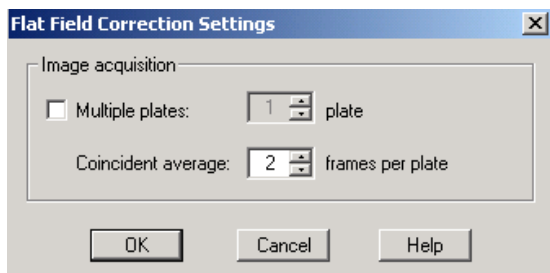 Flat Field Correction Settings
Image acquisition
Multiple plates: 1 plate
Coincident average: 2 frames per plate
OK Cancel Help